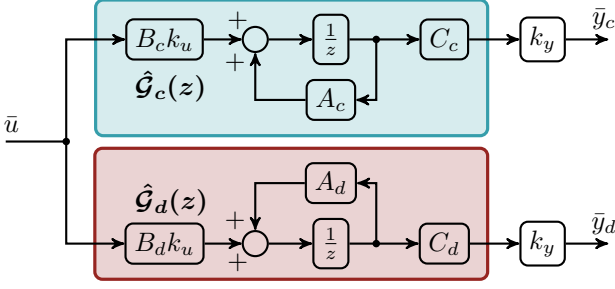 B_c k_u + 1/z C_c k_y ȳ_c
+
A_c
𝓖̂_c(z)
ū
𝓖̂_d(z) A_d
+
B_d k_u + 1/z C_d k_y ȳ_d